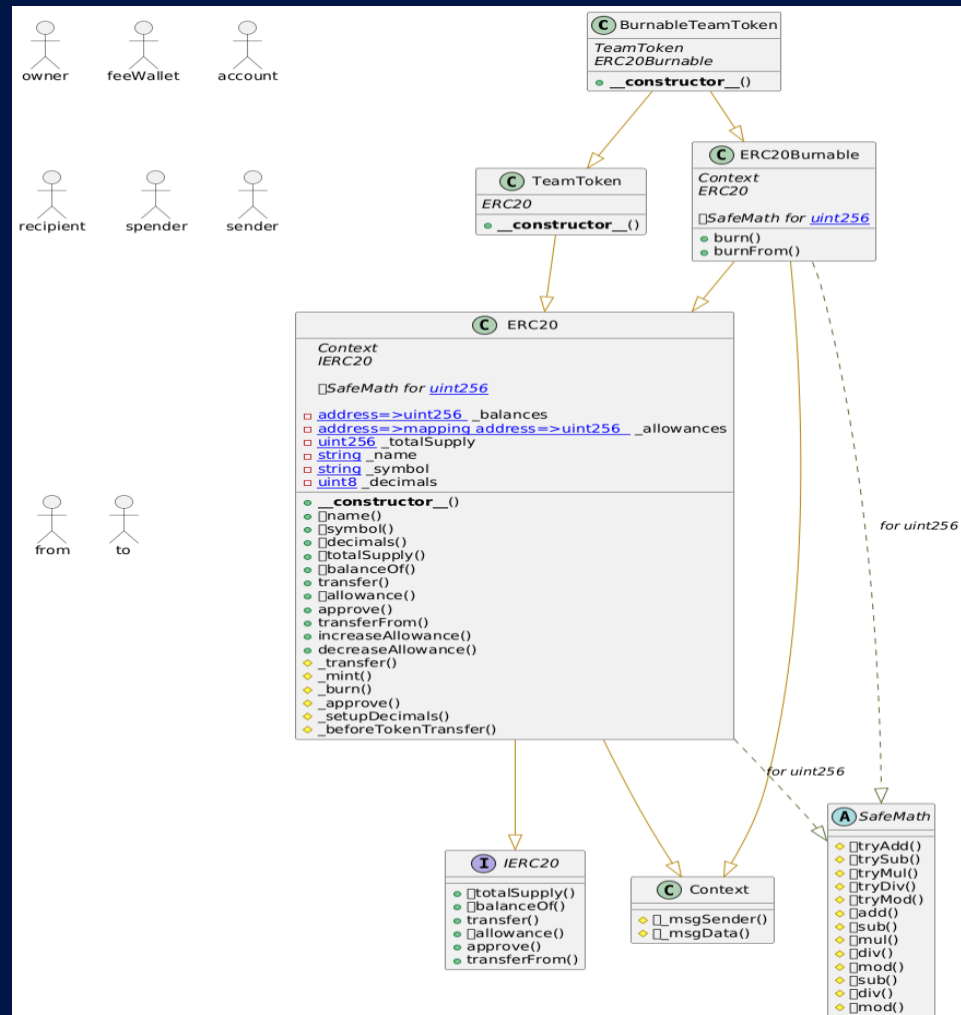 owner
feeWallet
account
recipient
spender
sender
from
to
C BurnableTeamToken
TeamToken
ERC20Burnable
__constructor__()
C TeamToken
ERC20
__constructor__()
C ERC20Burnable
Context
ERC20
SafeMath for uint256
burn()
burnFrom()
C ERC20
Context
IERC20
SafeMath for uint256
address=>uint256 _balances
address=>mapping address=>uint256 _allowances
uint256 _totalSupply
string _name
string _symbol
uint8 _decimals
__constructor__()
name()
symbol()
decimals()
totalSupply()
balanceOf()
transfer()
allowance()
approve()
transferFrom()
increaseAllowance()
decreaseAllowance()
_transfer()
_mint()
_burn()
_approve()
_setupDecimals()
_beforeTokenTransfer()
for uint256
for uint256
I IERC20
totalSupply()
balanceOf()
transfer()
allowance()
approve()
transferFrom()
C Context
_msgSender()
_msgData()
A SafeMath
tryAdd()
trySub()
tryMul()
tryDiv()
tryMod()
add()
sub()
mul()
div()
mod()
sub()
div()
mod()